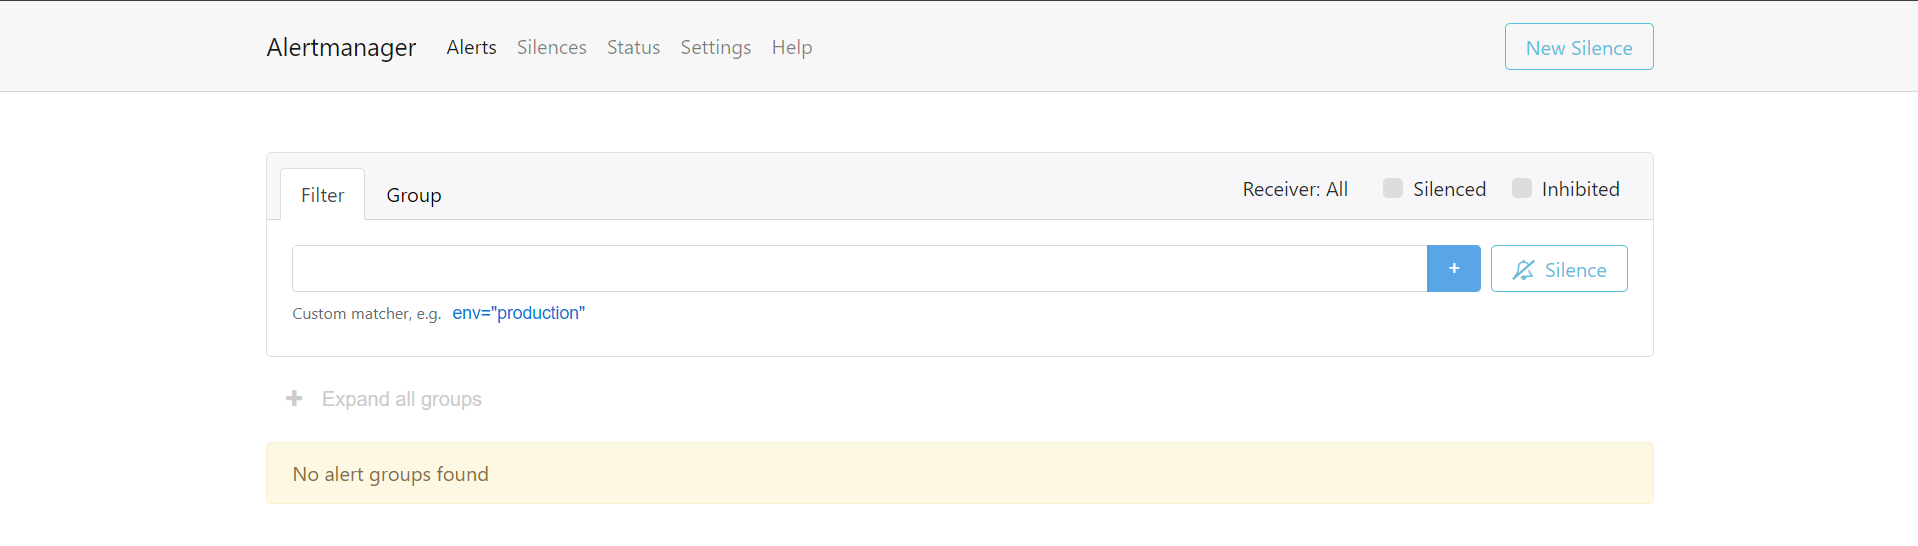 Alertmanager Alerts Silences Status Settings Help New Silence
Filter Group Receiver: All Silenced Inhibited
+ Silence
Custom matcher, e.g. env="production"
+ Expand all groups
No alert groups found